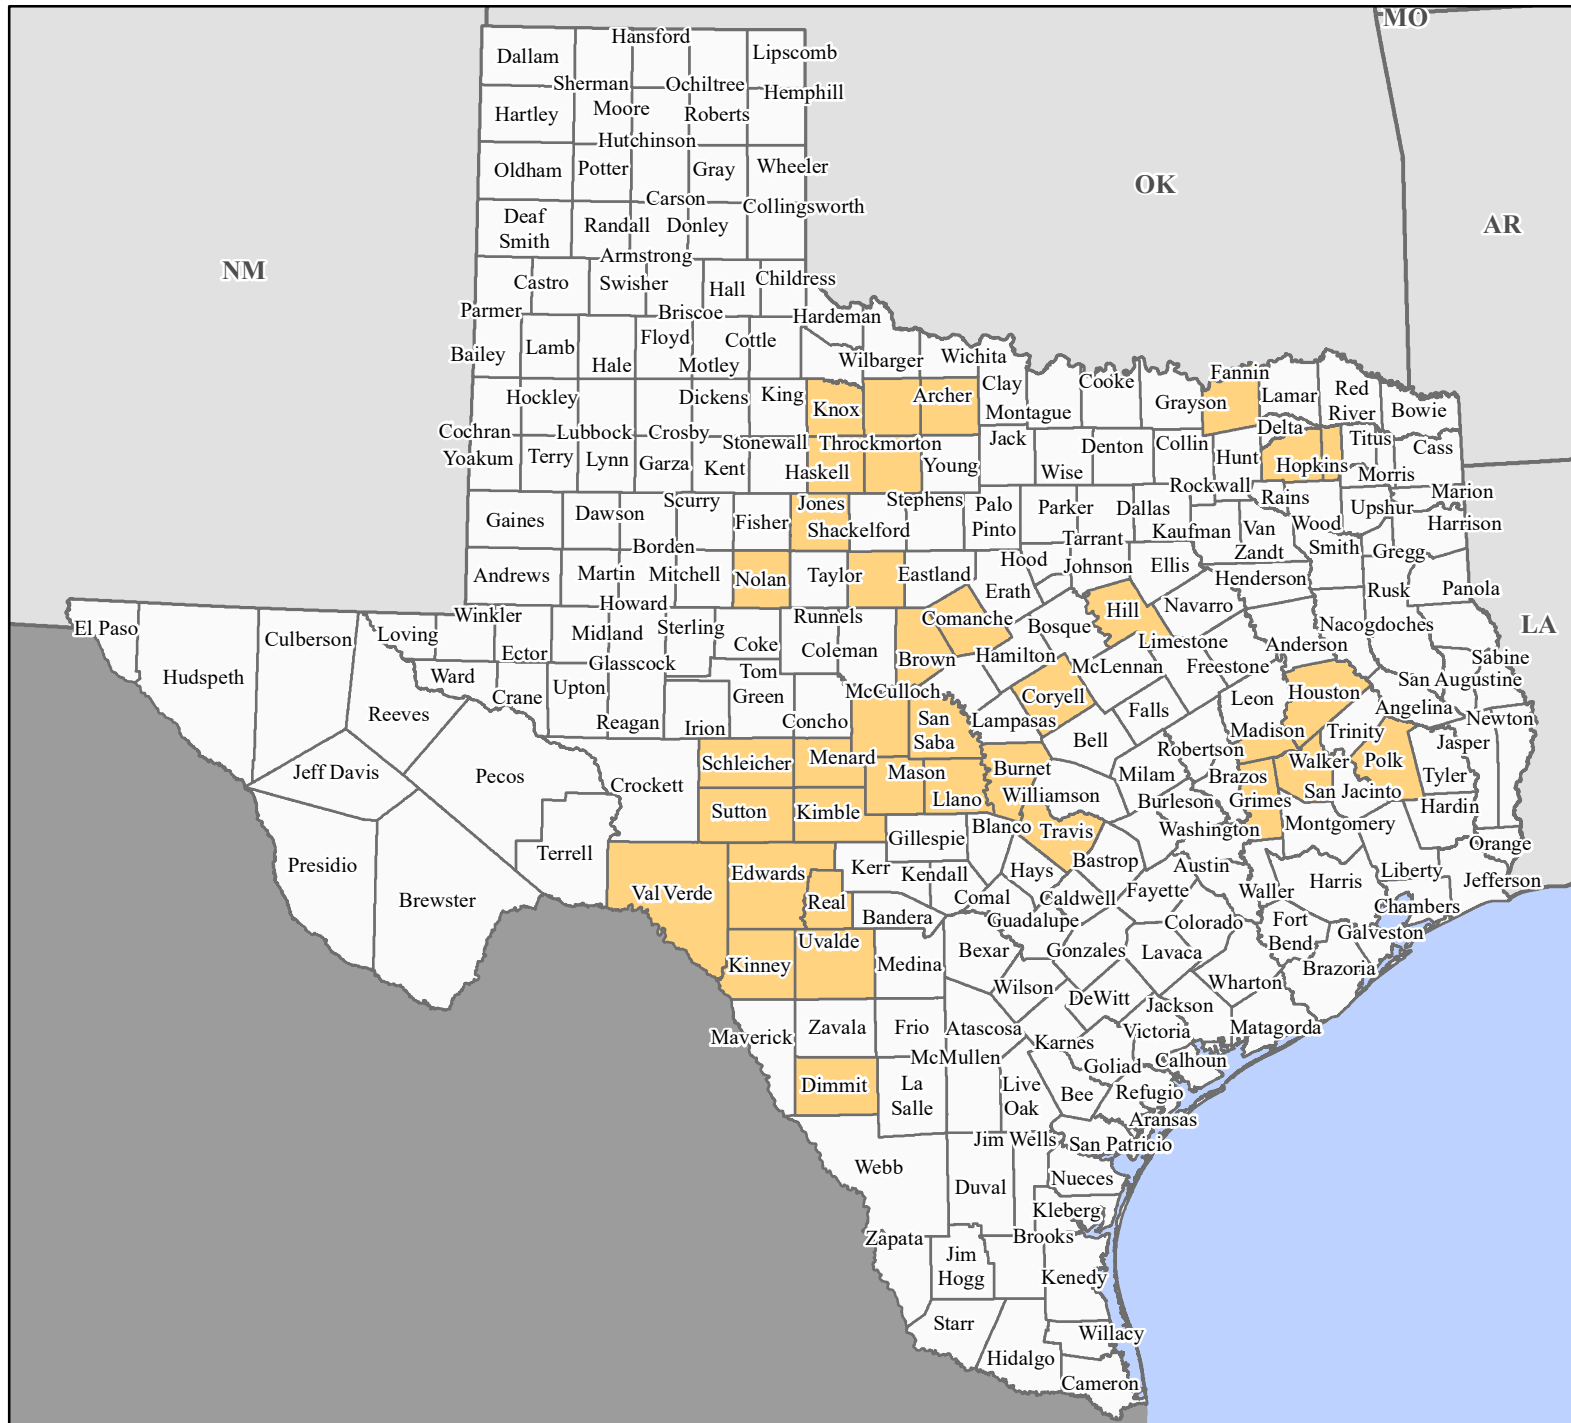 MO
Hansford
Dallam
Lipscomb
Sherman
Ochiltree
Hemphill
Hartley
Moore
Roberts
Hutchinson
OK
Oldham
Potter
Gray
Wheeler
Carson
Collingsworth
AR
Deaf
Smith
Randall
Donley
Armstrong
NM
Castro
Swisher
Hall
Childress
Parmer
Briscoe
Hardeman
Bailey
Lamb
Hale
Floyd
Motley
Cottle
Wilbarger
Wichita
Clay
Cooke
Fannin
Hockley
Dickens
King
Knox
Archer
Montague
Grayson
Lamar
Red
River
Bowie
Cochran
Lubbock
Crosby
Stonewall
Throckmorton
Jack
Denton
Collin
Delta
Titus
Cass
Yoakum
Terry
Lynn
Garza
Kent
Haskell
Young
Wise
Hunt
Hopkins
Morris
Rockwall
Rains
Marion
Gaines
Dawson
Scurry
Fisher
Jones
Shackelford
Stephens
Palo
Pinto
Parker
Dallas
Kaufman
Van
Zandt
Wood
Upshur
Harrison
Borden
Tarrant
Smith
Gregg
Andrews
Martin
Mitchell
Nolan
Taylor
Eastland
Hood
Johnson
Ellis
Henderson
Rusk
Panola
Howard
Erath
Hill
Navarro
El Paso
Culberson
Loving
Winkler
Midland
Sterling
Runnels
Comanche
Bosque
Nacogdoches
LA
Ector
Glasscock
Coke
Coleman
Brown
Hamilton
Limestone
Anderson
Hudspeth
Ward
Crane
Upton
Tom
Green
McLennan
Freestone
Sabine
San Augustine
Reeves
Reagan
Irion
Concho
McCulloch
Coryell
Leon
Houston
Angelina
Newton
San
Saba
Lampasas
Falls
Madison
Trinity
Jeff Davis
Pecos
Crockett
Schleicher
Menard
Mason
Burnet
Bell
Robertson
Walker
Polk
Jasper
Milam
Brazos
Tyler
Sutton
Kimble
Llano
Williamson
Burleson
Grimes
San Jacinto
Hardin
Gillespie
Blanco
Travis
Washington
Montgomery
Orange
Presidio
Terrell
Brewster
Val Verde
Edwards
Real
Kerr
Kendall
Hays
Bastrop
Austin
Liberty
Jefferson
Comal
Caldwell
Fayette
Waller
Harris
Chambers
Bandera
Guadalupe
Colorado
Fort
Bend
Galveston
Kinney
Uvalde
Medina
Bexar
Gonzales
Lavaca
Brazoria
Wilson
Wharton
DeWitt
Jackson
Maverick
Zavala
Frio
Atascosa
Karnes
Victoria
Matagorda
McMullen
Goliad
Calhoun
Dimmit
La
Salle
Live
Oak
Bee
Refugio
Aransas
Jim Wells
San Patricio
Webb
Duval
Nueces
Kleberg
Zapata
Brooks
Jim
Hogg
Kenedy
Starr
Willacy
Hidalgo
Cameron